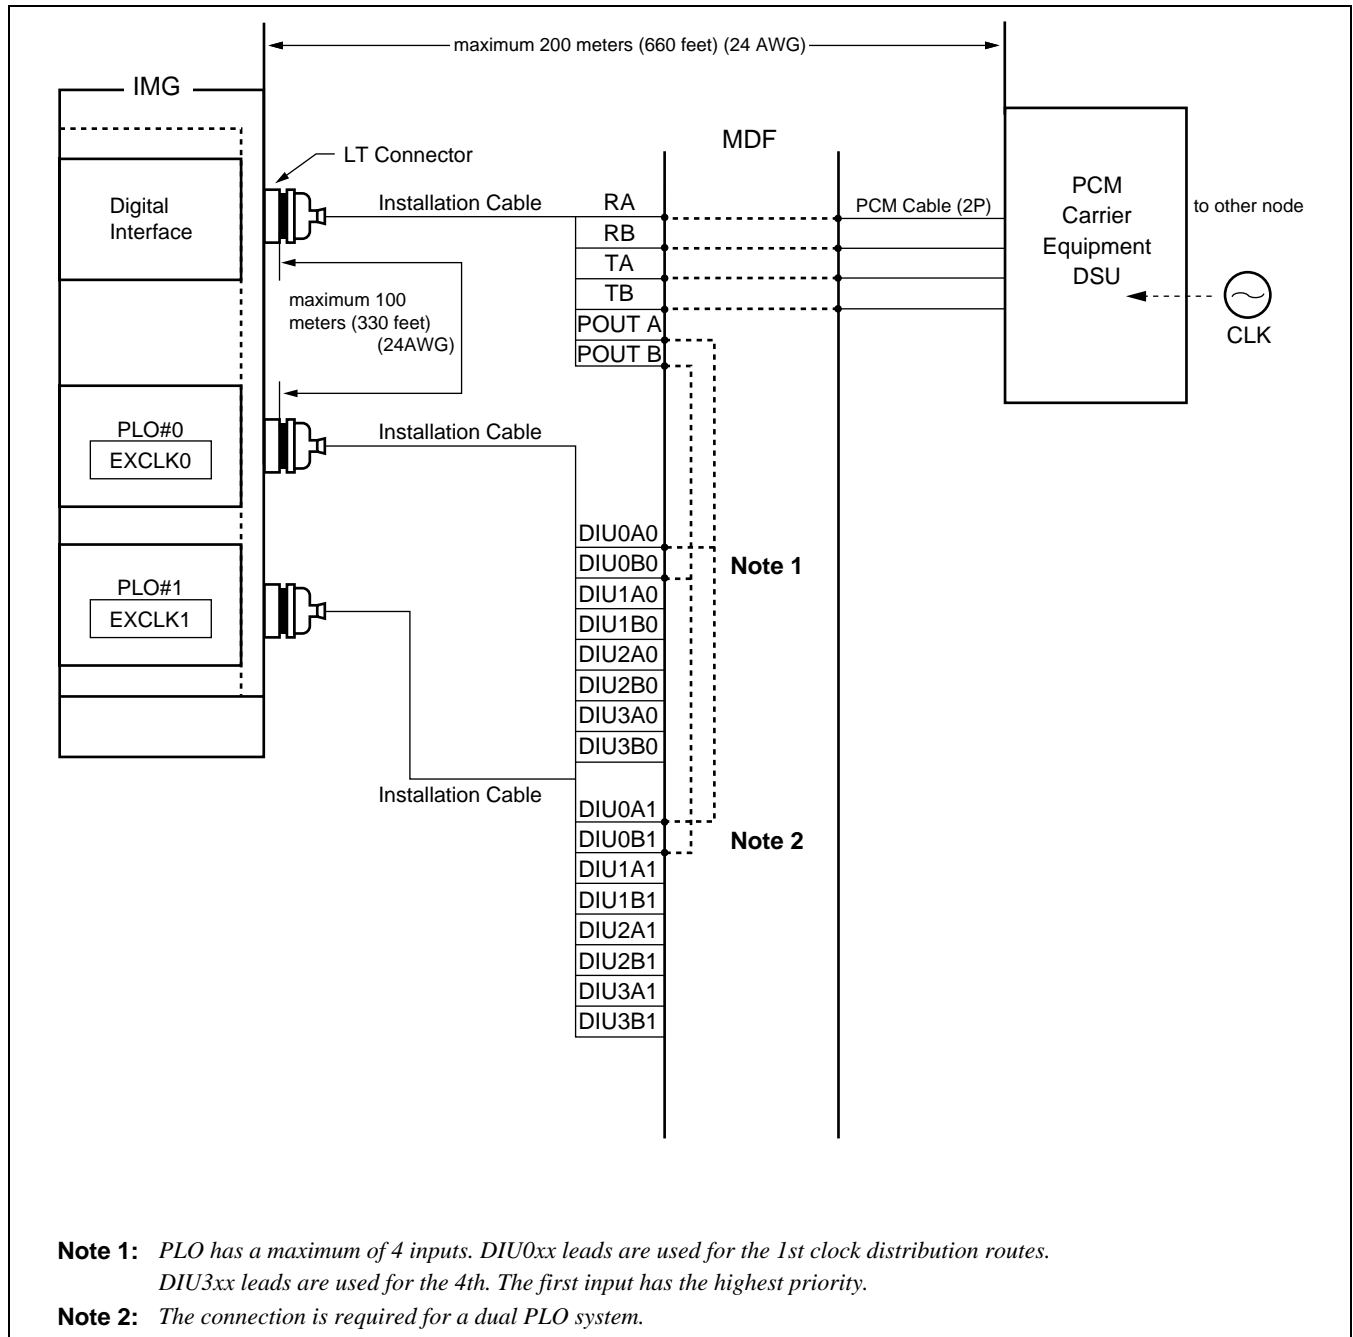 maximum 200 meters (660 feet) (24 AWG)
IMG
MDF
LT Connector
Digital
Interface
Installation Cable
RA
RB
TA
TB
POUT A
POUT B
PCM Cable (2P)
PCM
Carrier
Equipment
DSU
to other node
CLK
maximum 100
meters (330 feet)
(24AWG)
PLO#0
EXCLK0
Installation Cable
DIU0A0
DIU0B0
DIU1A0
DIU1B0
DIU2A0
DIU2B0
DIU3A0
DIU3B0
Note 1
PLO#1
EXCLK1
Installation Cable
DIU0A1
DIU0B1
DIU1A1
DIU1B1
DIU2A1
DIU2B1
DIU3A1
DIU3B1
Note 2
Note 1: PLO has a maximum of 4 inputs. DIU0xx leads are used for the 1st clock distribution routes.
DIU3xx leads are used for the 4th. The first input has the highest priority.
Note 2: The connection is required for a dual PLO system.